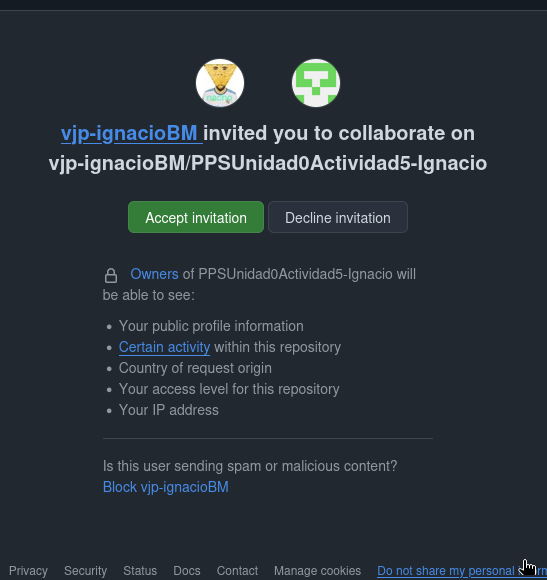 vjp-ignacioBM invited you to collaborate on
vjp-ignacioBM/PPSUnidad0Actividad5-Ignacio
Accept invitation Decline invitation
Owners of PPSUnidad0Actividad5-Ignacio will
be able to see:
• Your public profile information
• Certain activity within this repository
• Country of request origin
• Your access level for this repository
• Your IP address
Is this user sending spam or malicious content?
Block vjp-ignacioBM
Privacy Security Status Docs Contact Manage cookies Do not share my personal